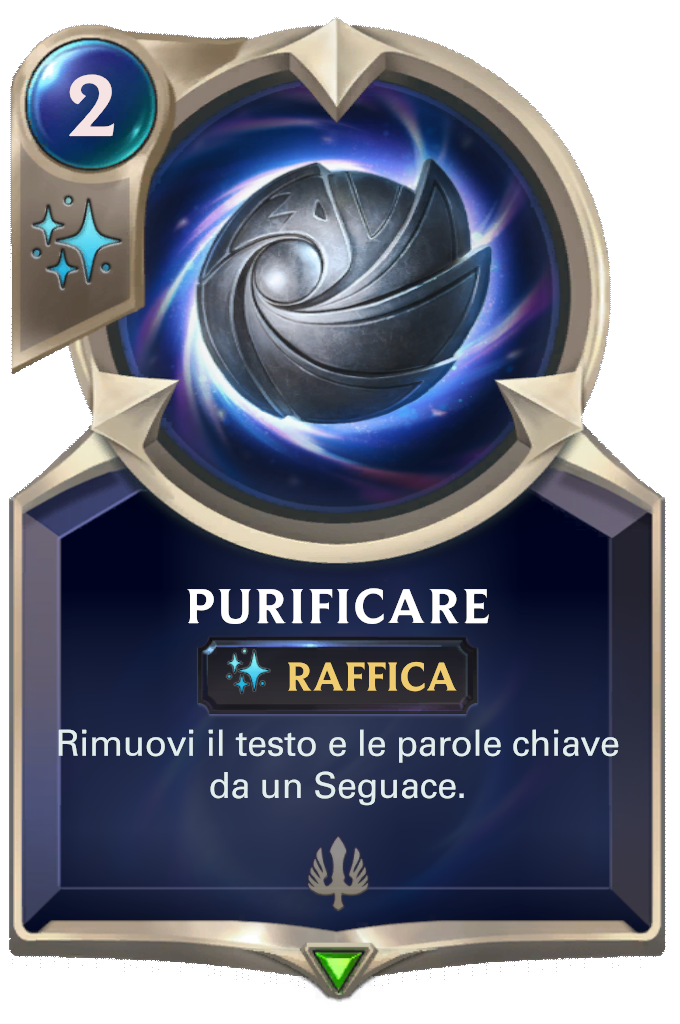 2
PURIFICARE
RAFFICA
Rimuovi il testo e le parole chiave
da un Seguace.